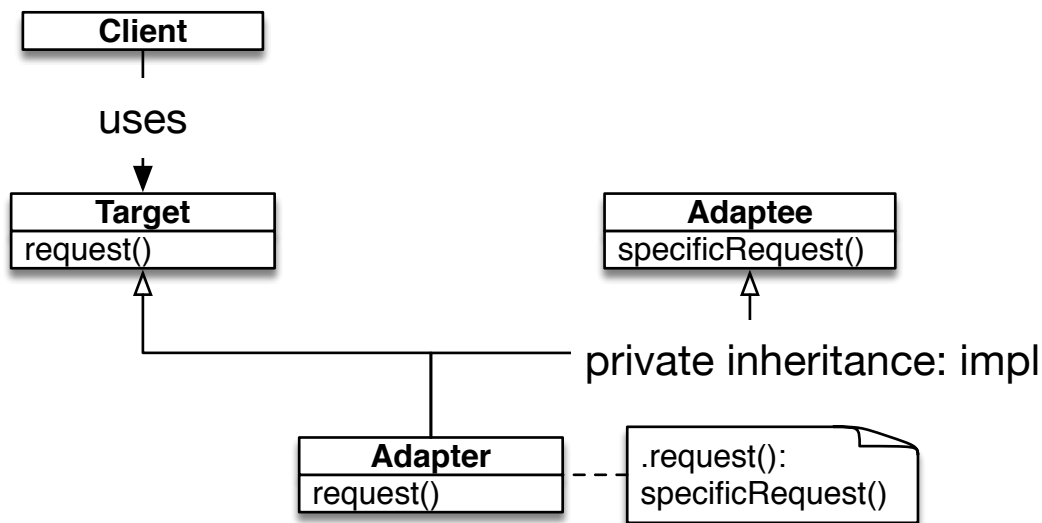 Client
uses
Target
request()
Adaptee
specificRequest()
private inheritance: impl
Adapter
request()
.request():
specificRequest()